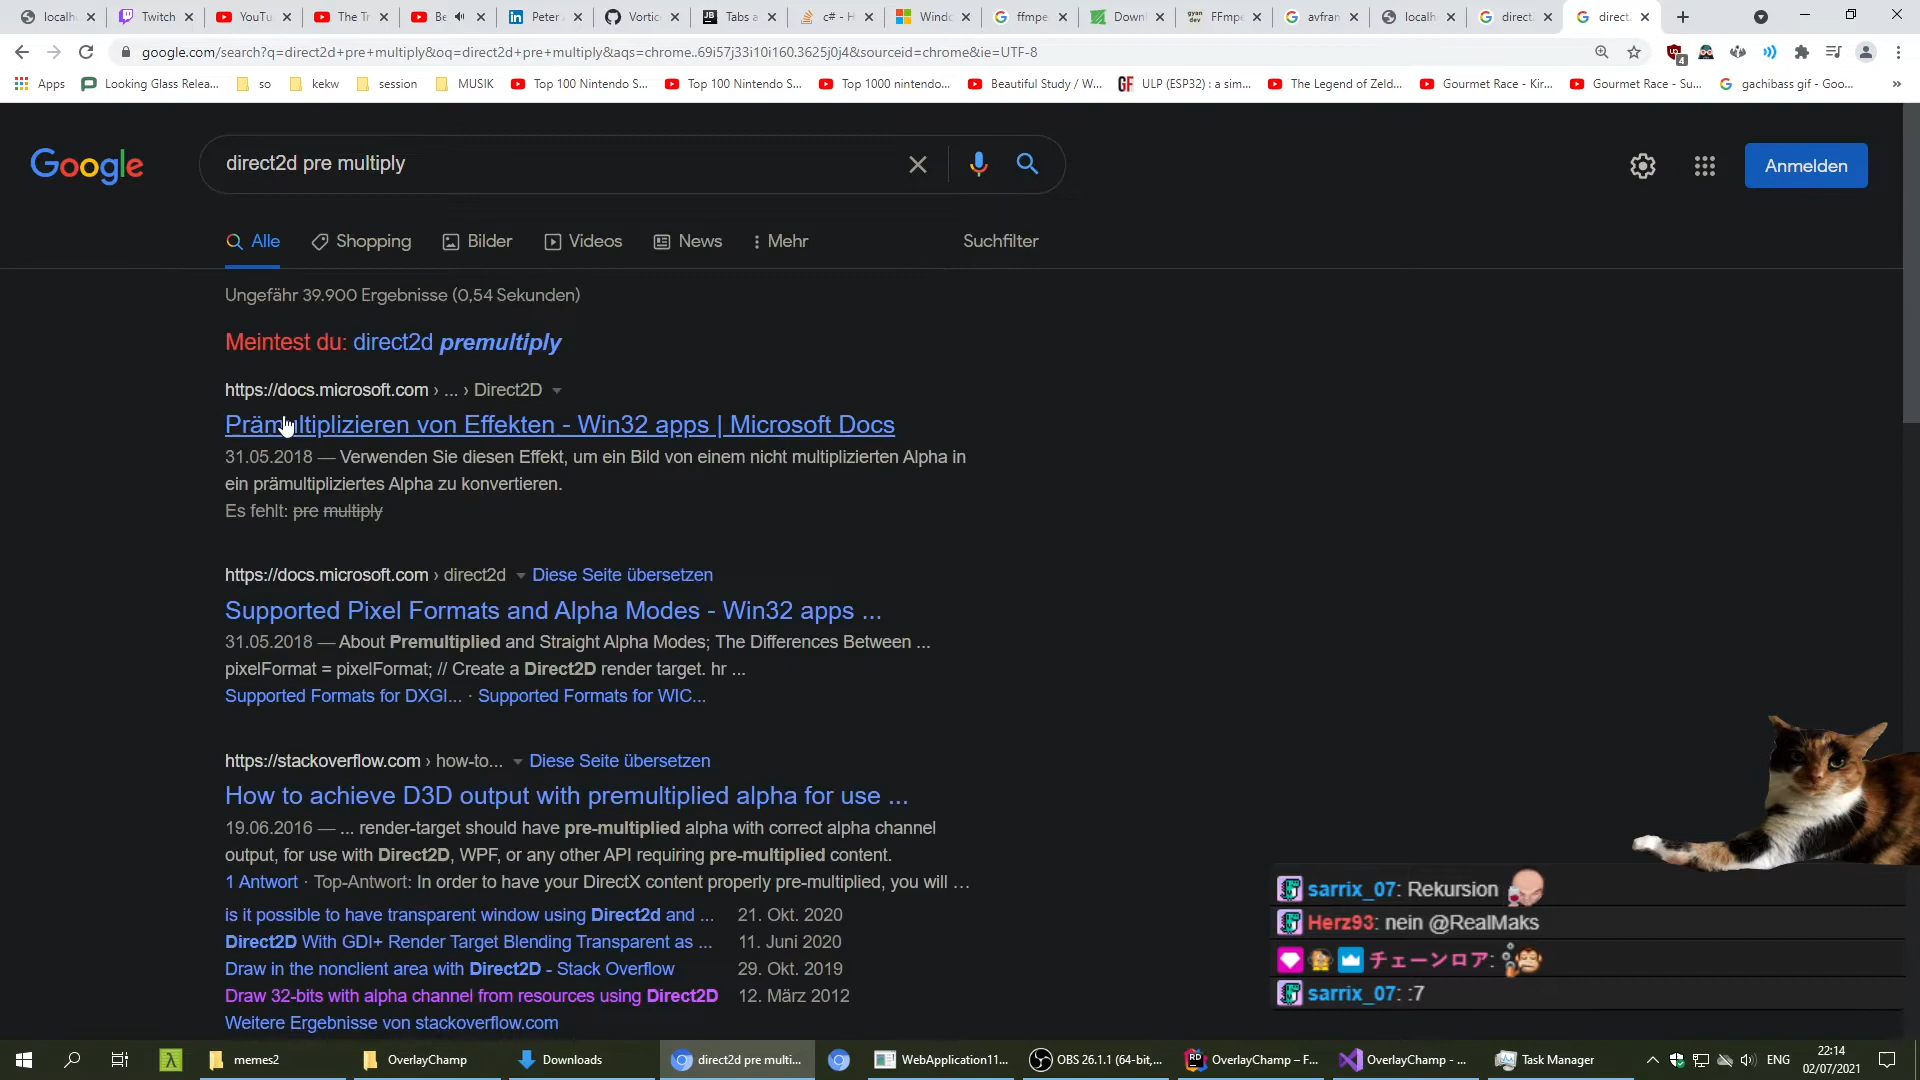 localh
Twitch
YouTu
The Tr
Be
Peter
Vortic
Tabs a
c# - H
Windo
ffmpe
Downl
FFmp
avfran
localh
direct
direct
google.com/search?q=direct2d+pre+multiply&oq=direct2d+pre+multiply&aqs=chrome..69i57j33i10i160.3625j0j4&sourceid=chrome&ie=UTF-8
4
Apps
Looking Glass Relea...
so
kekw
session
MUSIK
Top 100 Nintendo S...
Top 100 Nintendo S...
Top 1000 nintendo...
Beautiful Study / W...
ULP (ESP32) : a sim...
The Legend of Zeld...
Gourmet Race - Kir...
Gourmet Race - Su...
gachibass gif - Goo...
Google
direct2d pre multiply
Anmelden
Alle
Shopping
Bilder
Videos
News
Mehr
Suchfilter
Ungefähr 39.900 Ergebnisse (0,54 Sekunden)
Meintest du: direct2d premultiply
https://docs.microsoft.com › ... › Direct2D
Prämultiplizieren von Effekten - Win32 apps | Microsoft Docs
31.05.2018 — Verwenden Sie diesen Effekt, um ein Bild von einem nicht multiplizierten Alpha in
ein prämultipliziertes Alpha zu konvertieren.
Es fehlt: pre multiply
https://docs.microsoft.com › direct2d
Diese Seite übersetzen
Supported Pixel Formats and Alpha Modes - Win32 apps ...
31.05.2018 — About Premultiplied and Straight Alpha Modes; The Differences Between ...
pixelFormat = pixelFormat; // Create a Direct2D render target. hr ...
Supported Formats for DXGI... · Supported Formats for WIC...
https://stackoverflow.com › how-to...
Diese Seite übersetzen
How to achieve D3D output with premultiplied alpha for use ...
19.06.2016 — ... render-target should have pre-multiplied alpha with correct alpha channel
output, for use with Direct2D, WPF, or any other API requiring pre-multiplied content.
1 Antwort · Top-Antwort: In order to have your DirectX content properly pre-multiplied, you will ...
is it possible to have transparent window using Direct2d and ... 21. Okt. 2020
Direct2D With GDI+ Render Target Blending Transparent as ... 11. Juni 2020
Draw in the nonclient area with Direct2D - Stack Overflow 29. Okt. 2019
Draw 32-bits with alpha channel from resources using Direct2D 12. März 2012
Weitere Ergebnisse von stackoverflow.com
sarrix_07: Rekursion
Herz93: nein @RealMaks
チェーンロア:
sarrix_07: :7
memes2
OverlayChamp
Downloads
direct2d pre multi...
WebApplication11...
OBS 26.1.1 (64-bit,...
OverlayChamp – F...
OverlayChamp - ...
Task Manager
ENG
22:14
02/07/2021